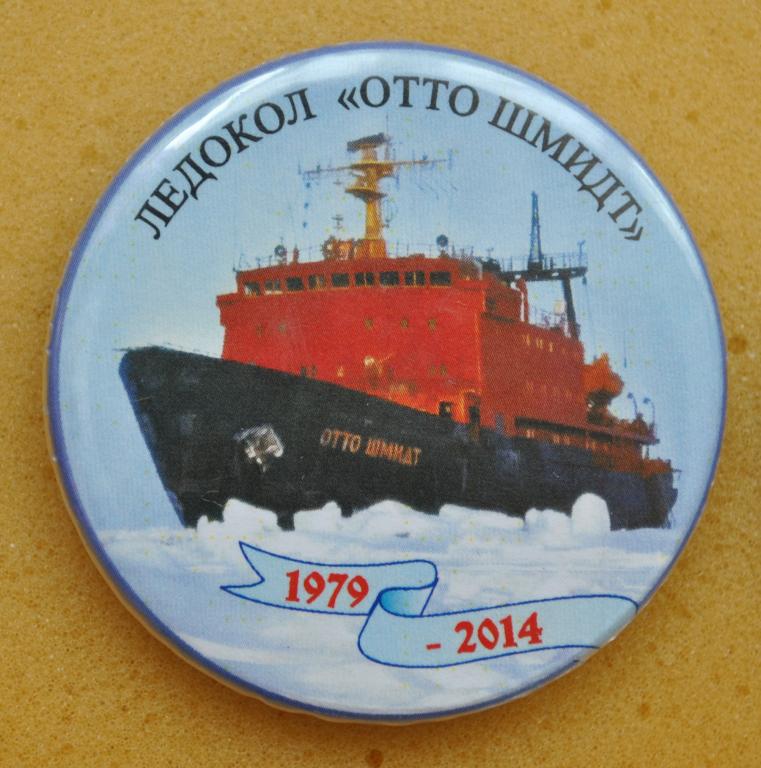 ЛЕДОКОЛ «ОТТО ШМИДТ»
ОТТО ШМИДТ
1979
- 2014